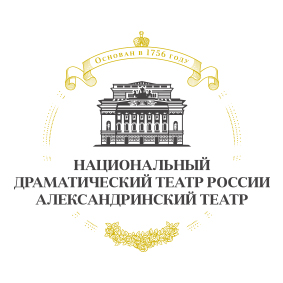 Основан в 1756 году
НАЦИОНАЛЬНЫЙ
ДРАМАТИЧЕСКИЙ ТЕАТР РОССИИ
АЛЕКСАНДРИНСКИЙ ТЕАТР